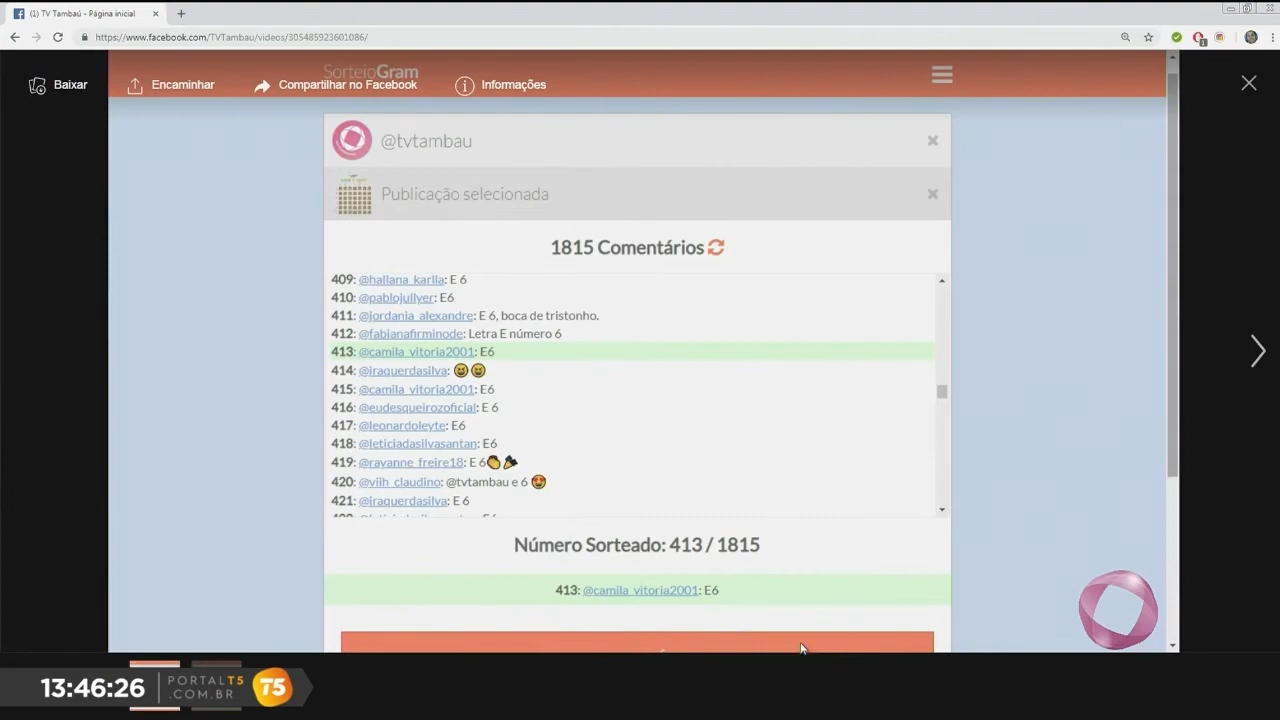 (1) TV Tambaú - Página inicial
https://www.facebook.com/TVTambau/videos/305485923601086/
SorteioGram
Baixar
Encaminhar
Compartilhar no Facebook
Informações
@tvtambau
Publicação selecionada
1815 Comentários
409: @hallana_karlla: E 6
410: @pablojullyer: E6
411: @jordania_alexandre: E 6, boca de tristonho.
412: @fabianafirminode: Letra E número 6
413: @camila_vitoria2001: E6
414: @iraquerdasilva: 😆😆
415: @camila_vitoria2001: E6
416: @eudesqueirozoficial: E 6
417: @leonardoleyte: E6
418: @leticiadasilvasantan: E6
419: @rayanne_freire18: E 6
420: @viih_claudino: @tvtambau e 6 😍
421: @iraquerdasilva: E 6
Número Sorteado: 413 / 1815
413: @camila_vitoria2001: E6
13:46:26
PORTALT5
.COM.BR
T5